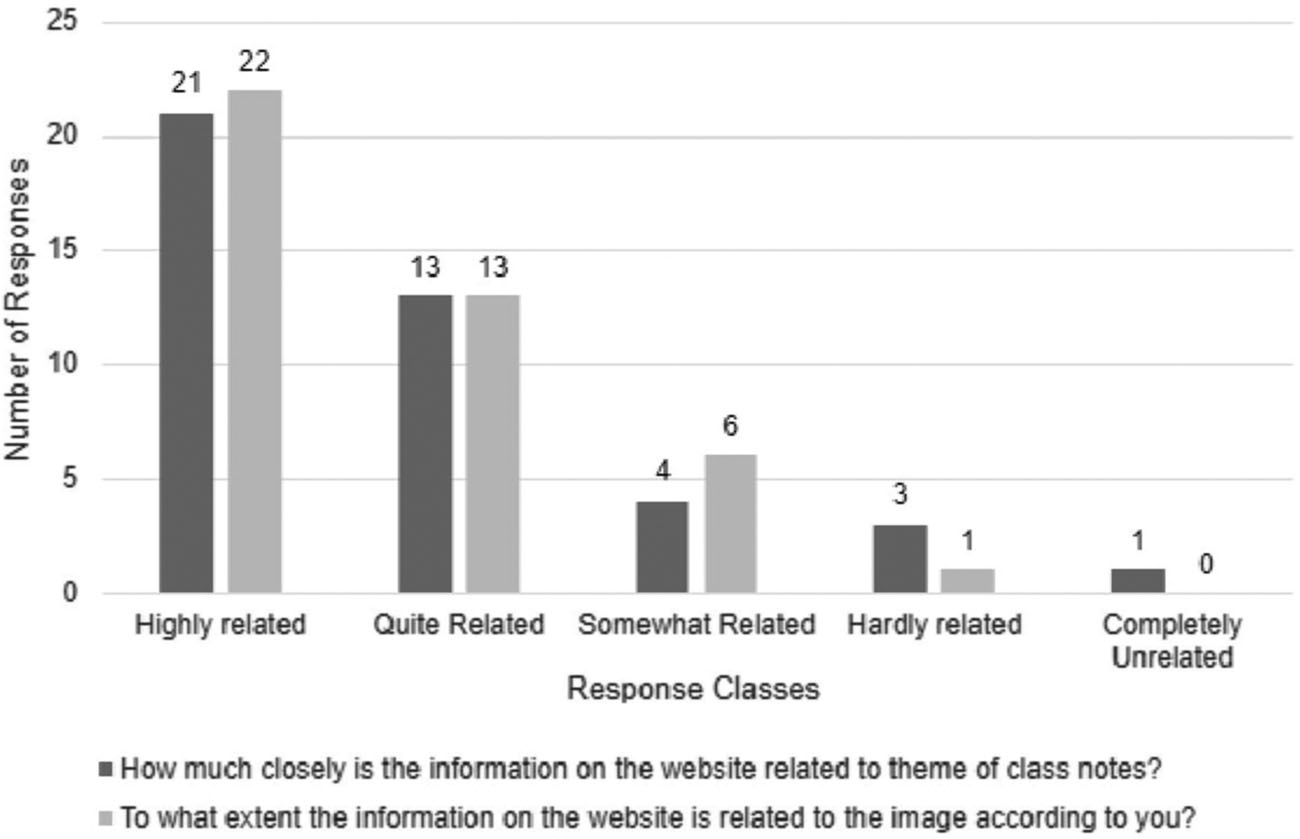 25
20
15
10
5
0
Number of Responses
21
22
13
13
4
6
3
1
1
0
Highly related
Quite Related
Somewhat Related
Hardly related
Completely
Unrelated
Response Classes
How much closely is the information on the website related to theme of class notes?
To what extent the information on the website is related to the image according to you?